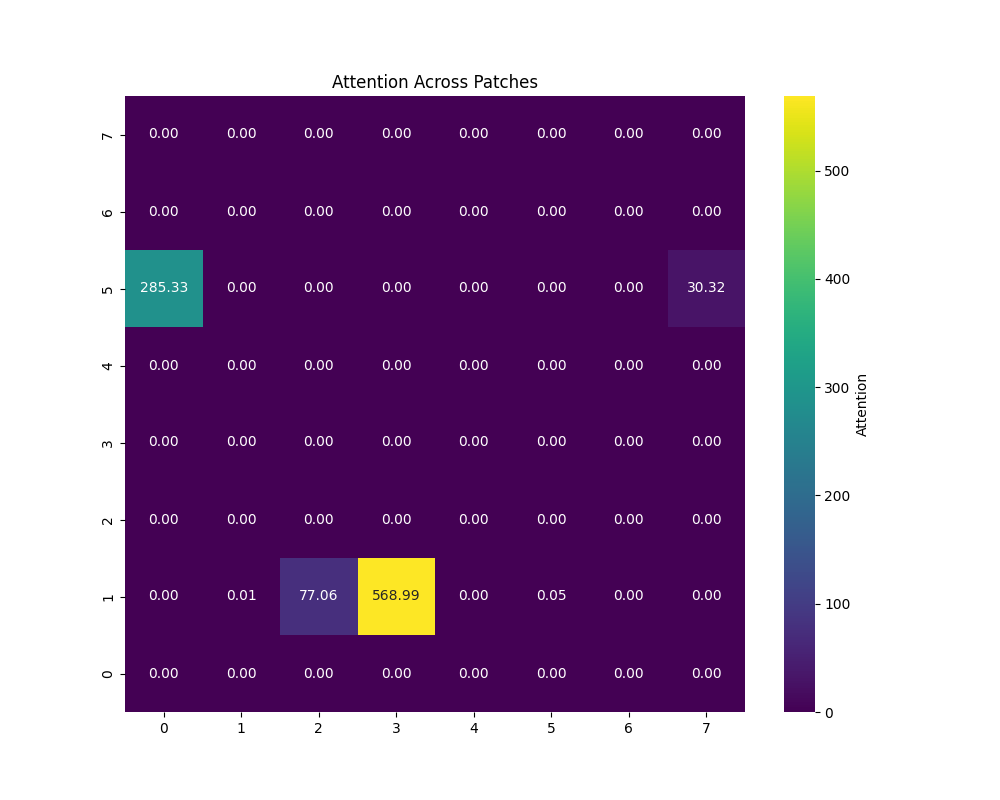 Attention Across Patches
7 0.00 0.00 0.00 0.00 0.00 0.00 0.00 0.00
6 0.00 0.00 0.00 0.00 0.00 0.00 0.00 0.00
5 285.33 0.00 0.00 0.00 0.00 0.00 0.00 30.32
4 0.00 0.00 0.00 0.00 0.00 0.00 0.00 0.00
3 0.00 0.00 0.00 0.00 0.00 0.00 0.00 0.00
2 0.00 0.00 0.00 0.00 0.00 0.00 0.00 0.00
1 0.00 0.01 77.06 568.99 0.00 0.05 0.00 0.00
0 0.00 0.00 0.00 0.00 0.00 0.00 0.00 0.00
0 1 2 3 4 5 6 7
500
400
300
200
100
0
Attention